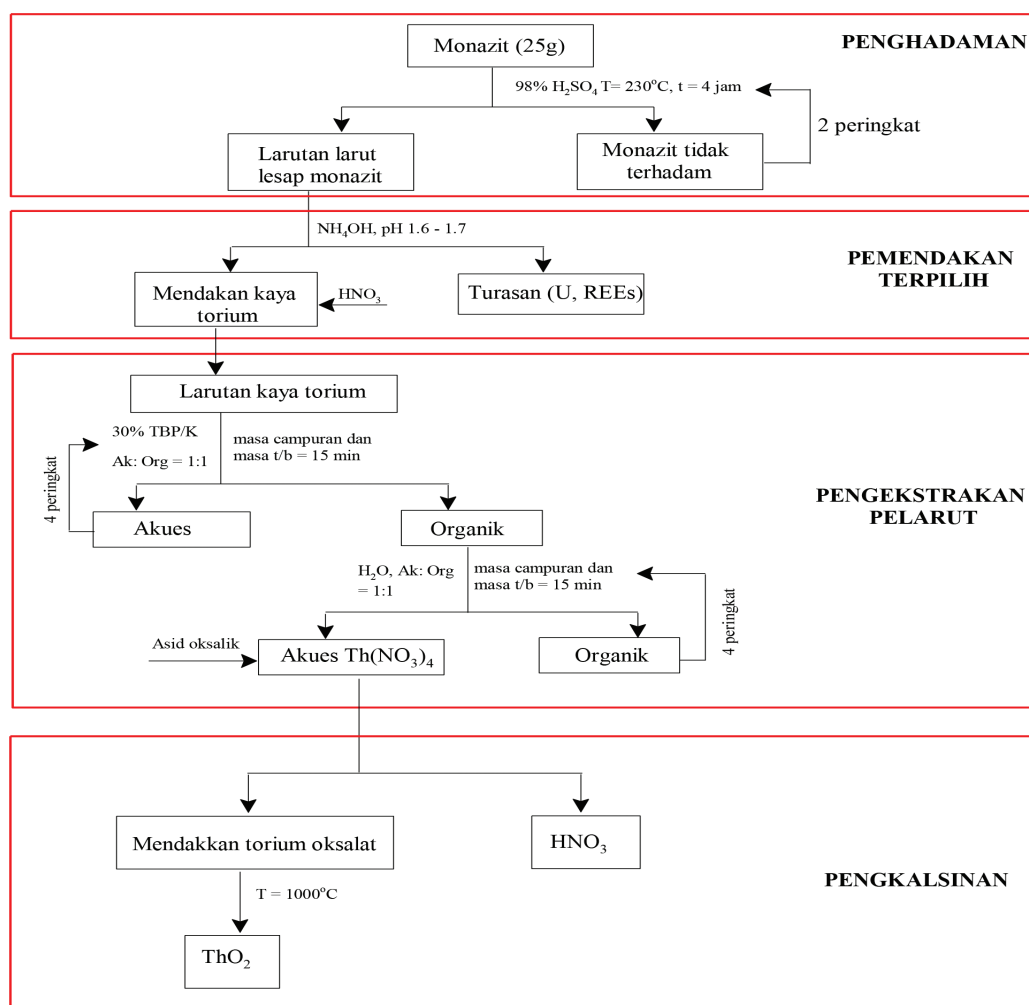 Monazit (25g)
PENGHADAMAN
98% H₂SO₄ T= 230°C, t = 4 jam
2 peringkat
Larutan larut
lesap monazit
Monazit tidak
terhadam
NH₄OH, pH 1.6 - 1.7
PEMENDAKAN
TERPILIH
Mendakan kaya
torium
HNO₃
Turasan (U, REEs)
Larutan kaya torium
30% TBP/K
Ak: Org = 1:1
masa campuran dan
masa t/b = 15 min
4 peringkat
PENGEKSTRAKAN
PELARUT
Akues
Organik
H₂O, Ak: Org
= 1:1
masa campuran dan
masa t/b = 15 min
4 peringkat
Asid oksalik
Akues Th(NO₃)₄
Organik
Mendakkan torium oksalat
HNO₃
PENGKALSINAN
T = 1000°C
ThO₂